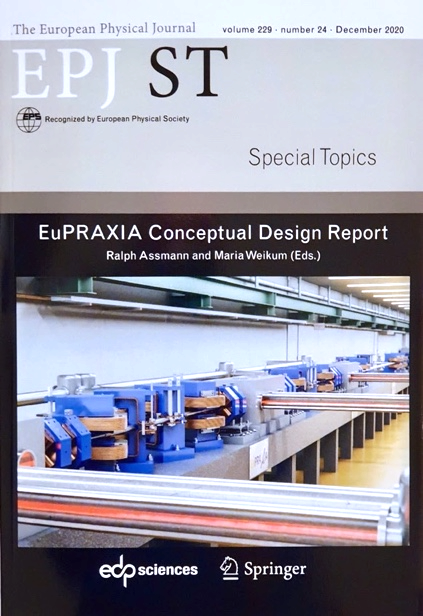 The European Physical Journal
volume 229 · number 24 · December 2020
EPJ ST
EPS
Recognized by European Physical Society
Special Topics
EuPRAXIA Conceptual Design Report
Ralph Assmann and Maria Weikum (Eds.)
edp sciences
Springer